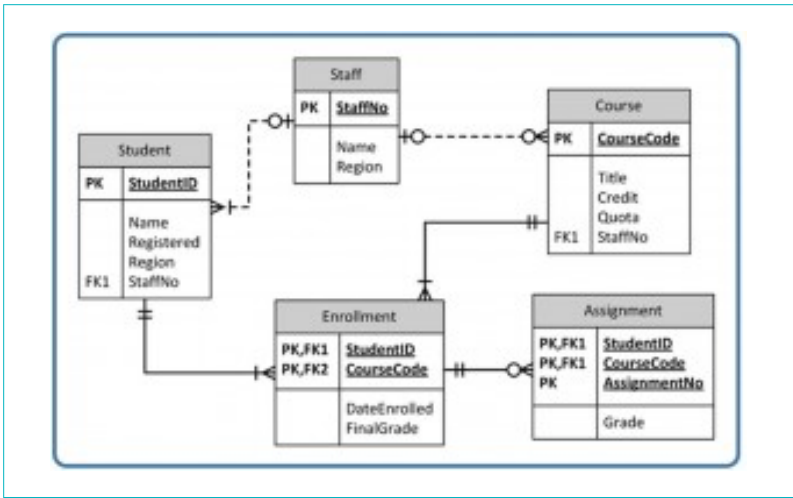 Staff
PK StaffNo
Name
Region
Course
PK CourseCode
Title
Credit
Quota
FK1 StaffNo
Student
PK StudentID
Name
Registered
Region
FK1 StaffNo
Enrollment
PK,FK1 StudentID
PK,FK2 CourseCode
DateEnrolled
FinalGrade
Assignment
PK,FK1 StudentID
PK,FK1 CourseCode
PK AssignmentNo
Grade